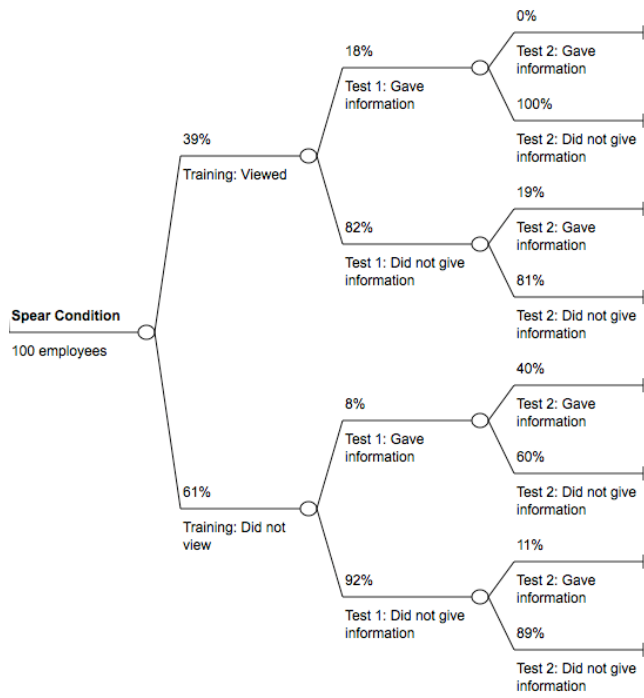 0%
18%
Test 2: Gave
information
Test 1: Gave
information
100%
39%
Test 2: Did not give
information
Training: Viewed
19%
82%
Test 2: Gave
information
Test 1: Did not give
information
81%
Spear Condition
Test 2: Did not give
information
100 employees
40%
8%
Test 2: Gave
information
Test 1: Gave
information
60%
61%
Test 2: Did not give
information
Training: Did not
view
11%
92%
Test 2: Gave
information
Test 1: Did not give
information
89%
Test 2: Did not give
information